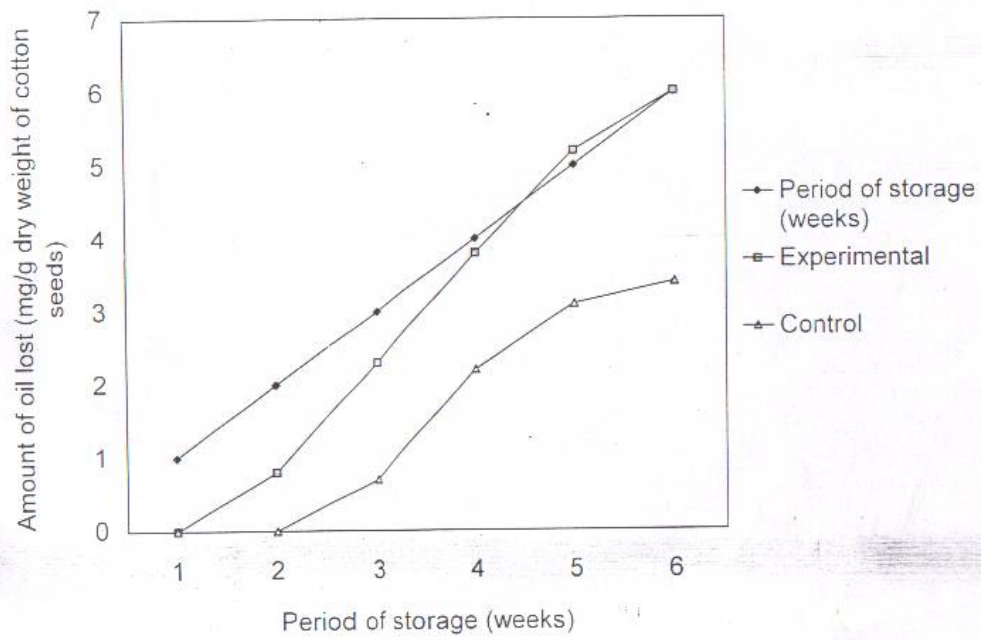 Amount of oil lost (mg/g dry weight of cotton
seeds)
7
6
5
4
3
2
1
0
1 2 3 4 5 6
Period of storage (weeks)
Period of storage
(weeks)
Experimental
Control